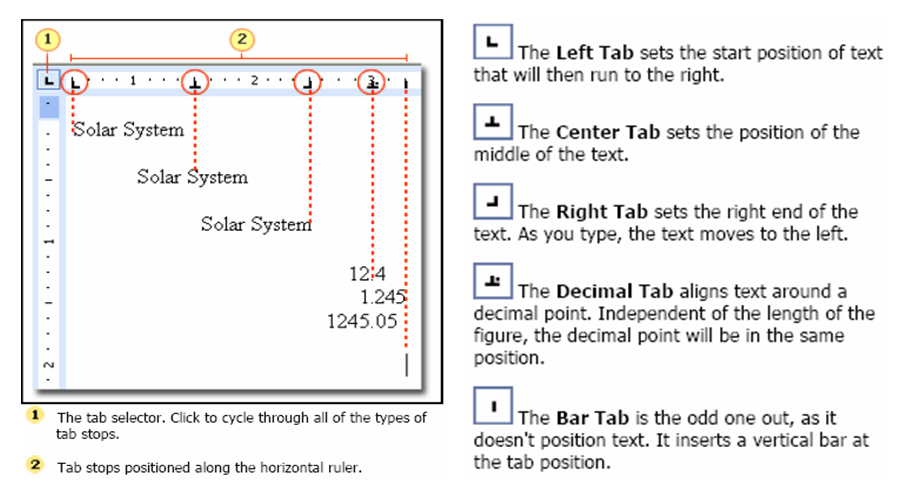 1
2
1 2 3
Solar System
Solar System
Solar System
12.4
1.245
1245.05
1
2
1 The tab selector. Click to cycle through all of the types of
tab stops.
2 Tab stops positioned along the horizontal ruler.
The Left Tab sets the start position of text
that will then run to the right.
The Center Tab sets the position of the
middle of the text.
The Right Tab sets the right end of the
text. As you type, the text moves to the left.
The Decimal Tab aligns text around a
decimal point. Independent of the length of the
figure, the decimal point will be in the same
position.
The Bar Tab is the odd one out, as it
doesn't position text. It inserts a vertical bar at
the tab position.